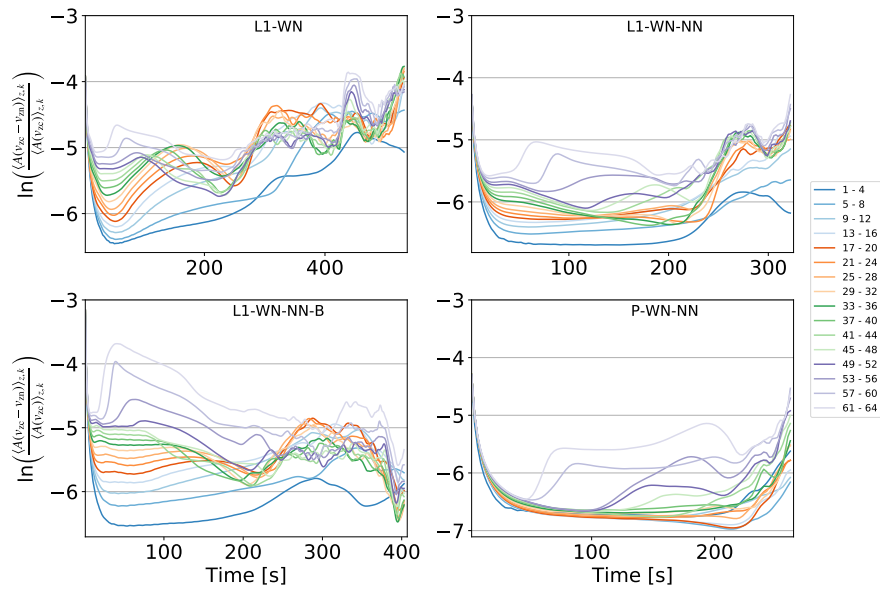 L1-WN
−3
−4
−5
−6
200
400
ln(⟨A(v_zc − v_zn)⟩_z,k / ⟨A(v_zc)⟩_z,k)
L1-WN-NN
−3
−4
−5
−6
100
200
300
1 - 4
5 - 8
9 - 12
13 - 16
17 - 20
21 - 24
25 - 28
29 - 32
33 - 36
37 - 40
41 - 44
45 - 48
49 - 52
53 - 56
57 - 60
61 - 64
L1-WN-NN-B
−3
−4
−5
−6
100
200
300
400
ln(⟨A(v_zc − v_zn)⟩_z,k / ⟨A(v_zc)⟩_z,k)
Time [s]
P-WN-NN
−3
−4
−5
−6
−7
100
200
Time [s]